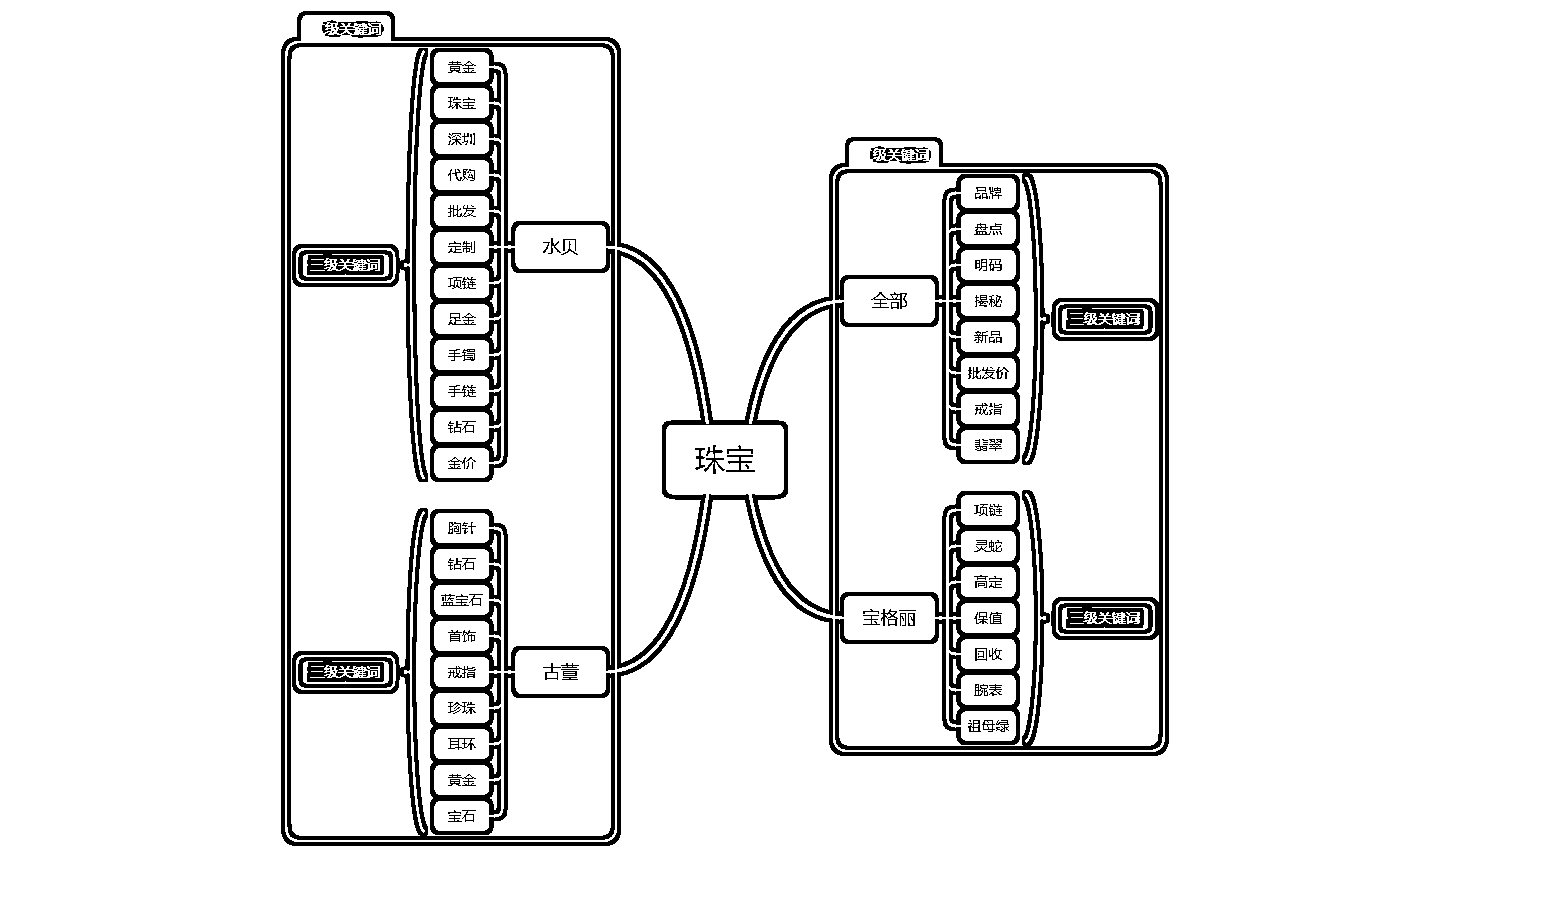 级关键词
黄金
珠宝
深圳
代购
批发
定制
项链
足金
手镯
手链
钻石
金价
水贝
三级关键词
胸针
钻石
蓝宝石
首饰
戒指
珍珠
耳环
黄金
宝石
古董
三级关键词
珠宝
级关键词
全部
品牌
盘点
明码
揭秘
新品
批发价
戒指
翡翠
三级关键词
宝格丽
项链
灵蛇
高定
保值
回收
腕表
祖母绿
三级关键词